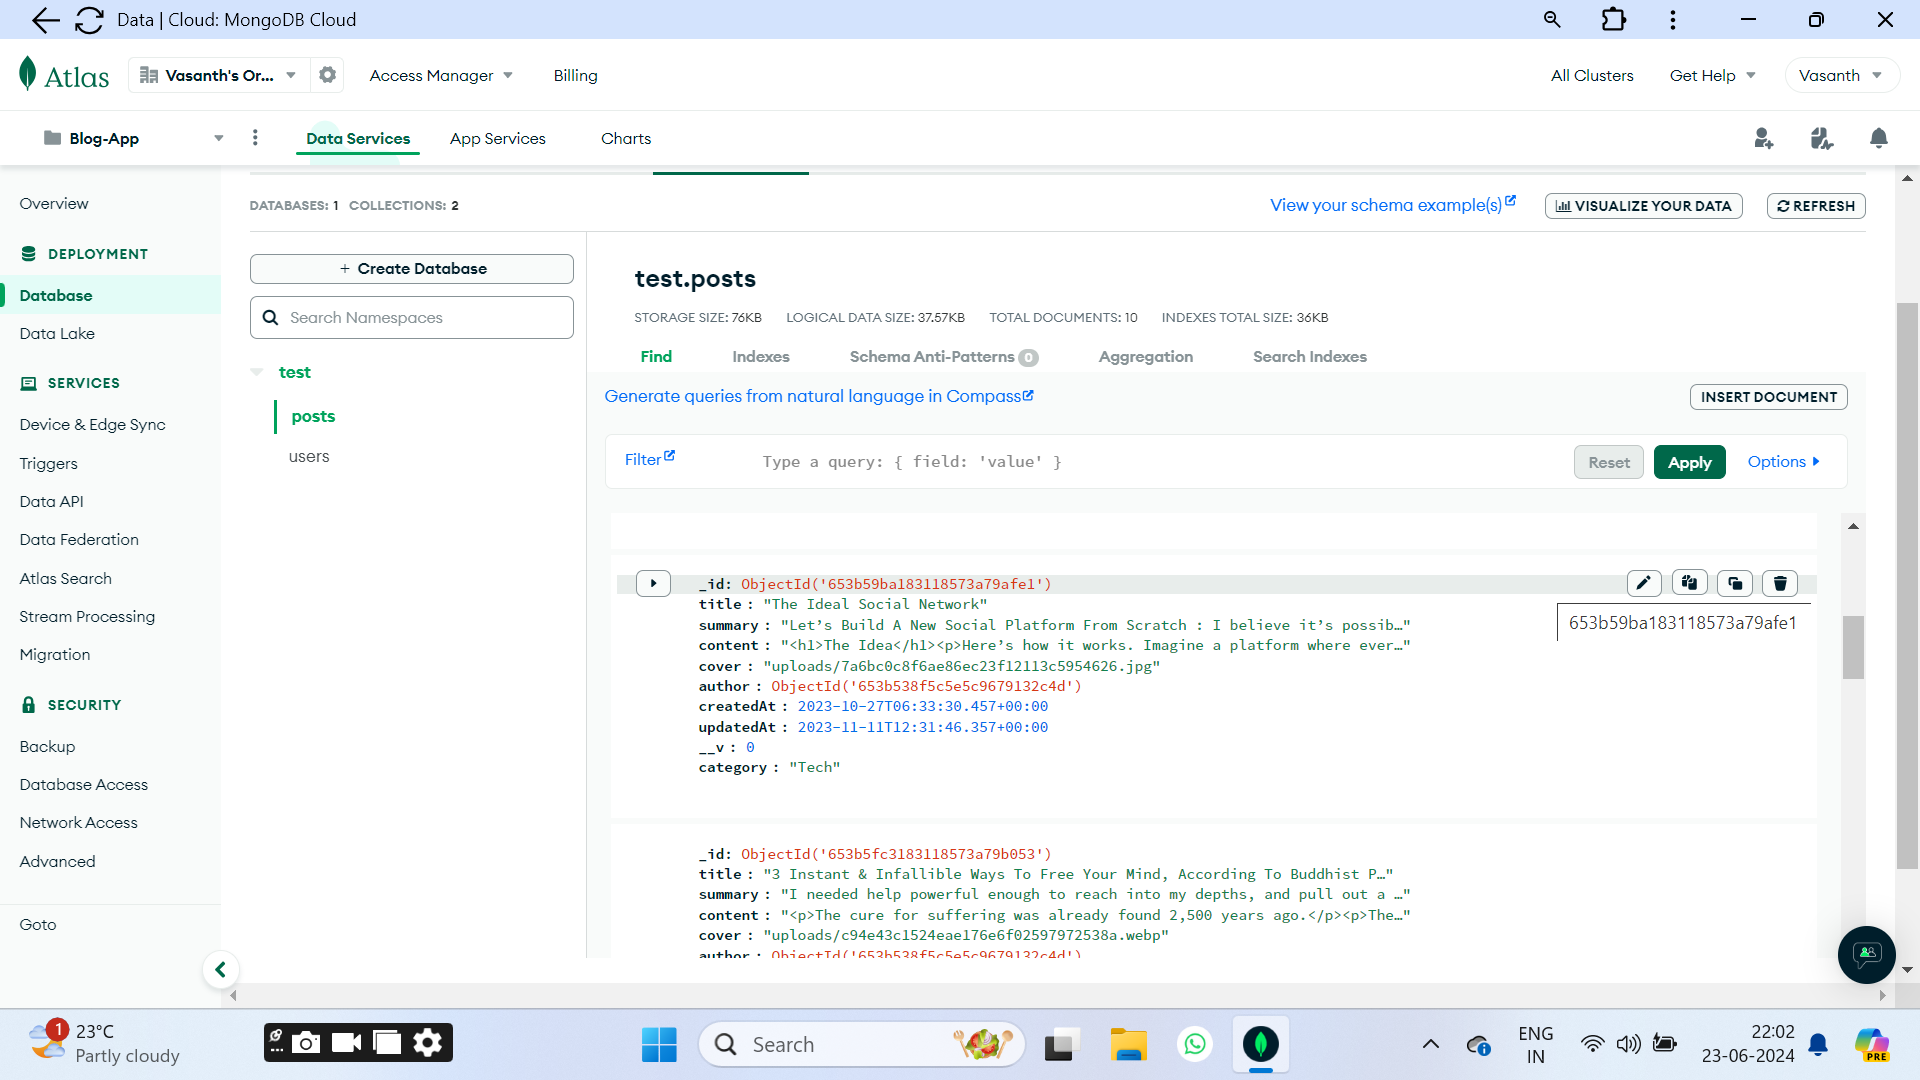 Data | Cloud: MongoDB Cloud
Atlas
Vasanth's Or...
Access Manager
Billing
All Clusters
Get Help
Vasanth
Blog-App
Data Services
App Services
Charts
Overview
DEPLOYMENT
Database
Data Lake
SERVICES
Device & Edge Sync
Triggers
Data API
Data Federation
Atlas Search
Stream Processing
Migration
SECURITY
Backup
Database Access
Network Access
Advanced
Goto
DATABASES: 1 COLLECTIONS: 2
View your schema example(s)
VISUALIZE YOUR DATA
REFRESH
+ Create Database
Search Namespaces
test
posts
users
test.posts
STORAGE SIZE: 76KB LOGICAL DATA SIZE: 37.57KB TOTAL DOCUMENTS: 10 INDEXES TOTAL SIZE: 36KB
Find Indexes Schema Anti-Patterns 0 Aggregation Search Indexes
Generate queries from natural language in Compass
INSERT DOCUMENT
Filter
Type a query: { field: 'value' }
Reset
Apply
Options
_id: ObjectId('653b59ba183118573a79afe1')
title : "The Ideal Social Network"
summary : "Let’s Build A New Social Platform From Scratch : I believe it’s possib…"
content : "<h1>The Idea</h1><p>Here’s how it works. Imagine a platform where ever…"
cover : "uploads/7a6bc0c8f6ae86ec23f12113c5954626.jpg"
author : ObjectId('653b538f5c5e5c9679132c4d')
createdAt : 2023-10-27T06:33:30.457+00:00
updatedAt : 2023-11-11T12:31:46.357+00:00
__v : 0
category : "Tech"
653b59ba183118573a79afe1
_id: ObjectId('653b5fc3183118573a79b053')
title : "3 Instant & Infallible Ways To Free Your Mind, According To Buddhist P…"
summary : "I needed help powerful enough to reach into my depths, and pull out a …"
content : "<p>The cure for suffering was already found 2,500 years ago.</p><p>The…"
cover : "uploads/c94e43c1524eae176e6f02597972538a.webp"
author : ObjectId('653b538f5c5e5c9679132c4d')
1
23°C
Partly cloudy
Search
ENG
IN
22:02
23-06-2024
PRE